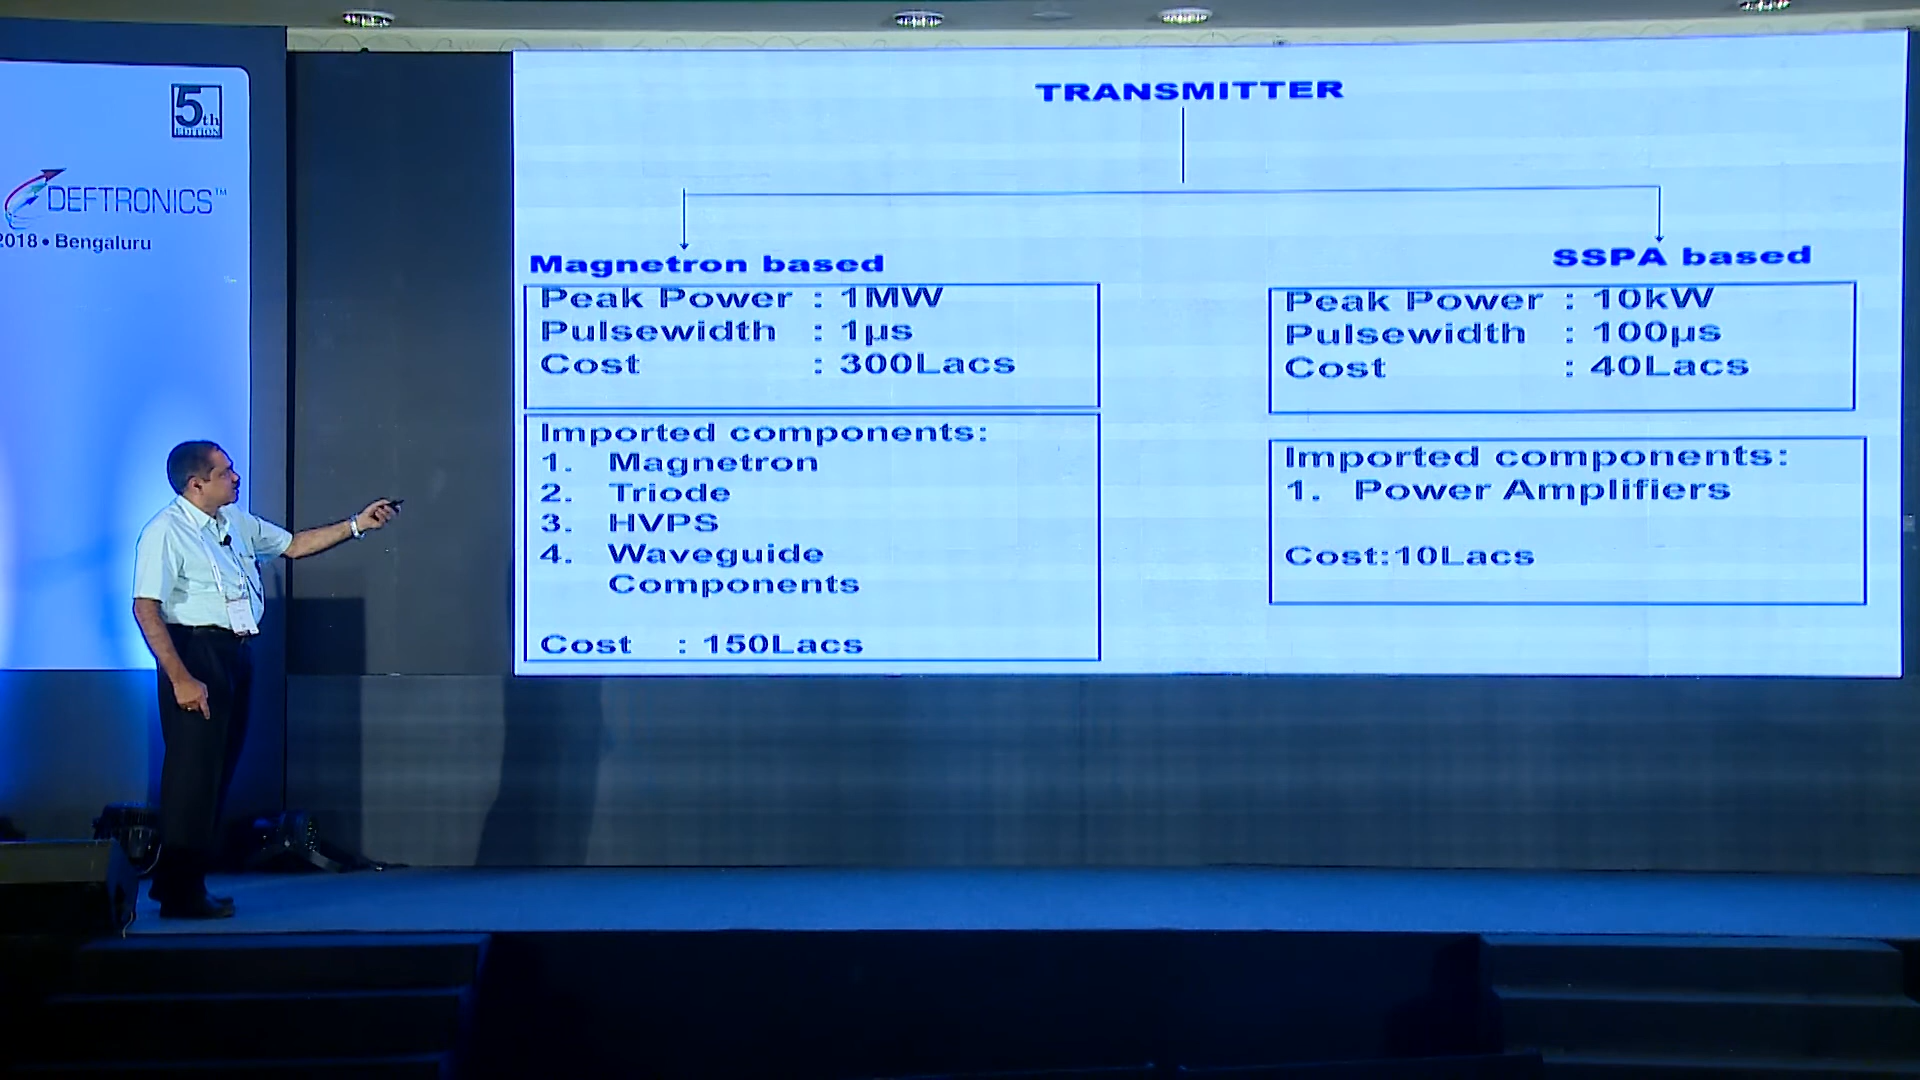 5th
EDITION
DEFTRONICS™
2018 • Bengaluru
TRANSMITTER
Magnetron based
Peak Power : 1MW
Pulsewidth : 1µs
Cost : 300Lacs
Imported components:
1. Magnetron
2. Triode
3. HVPS
4. Waveguide
Components
Cost : 150Lacs
SSPA based
Peak Power : 10kW
Pulsewidth : 100µs
Cost : 40Lacs
Imported components:
1. Power Amplifiers
Cost:10Lacs